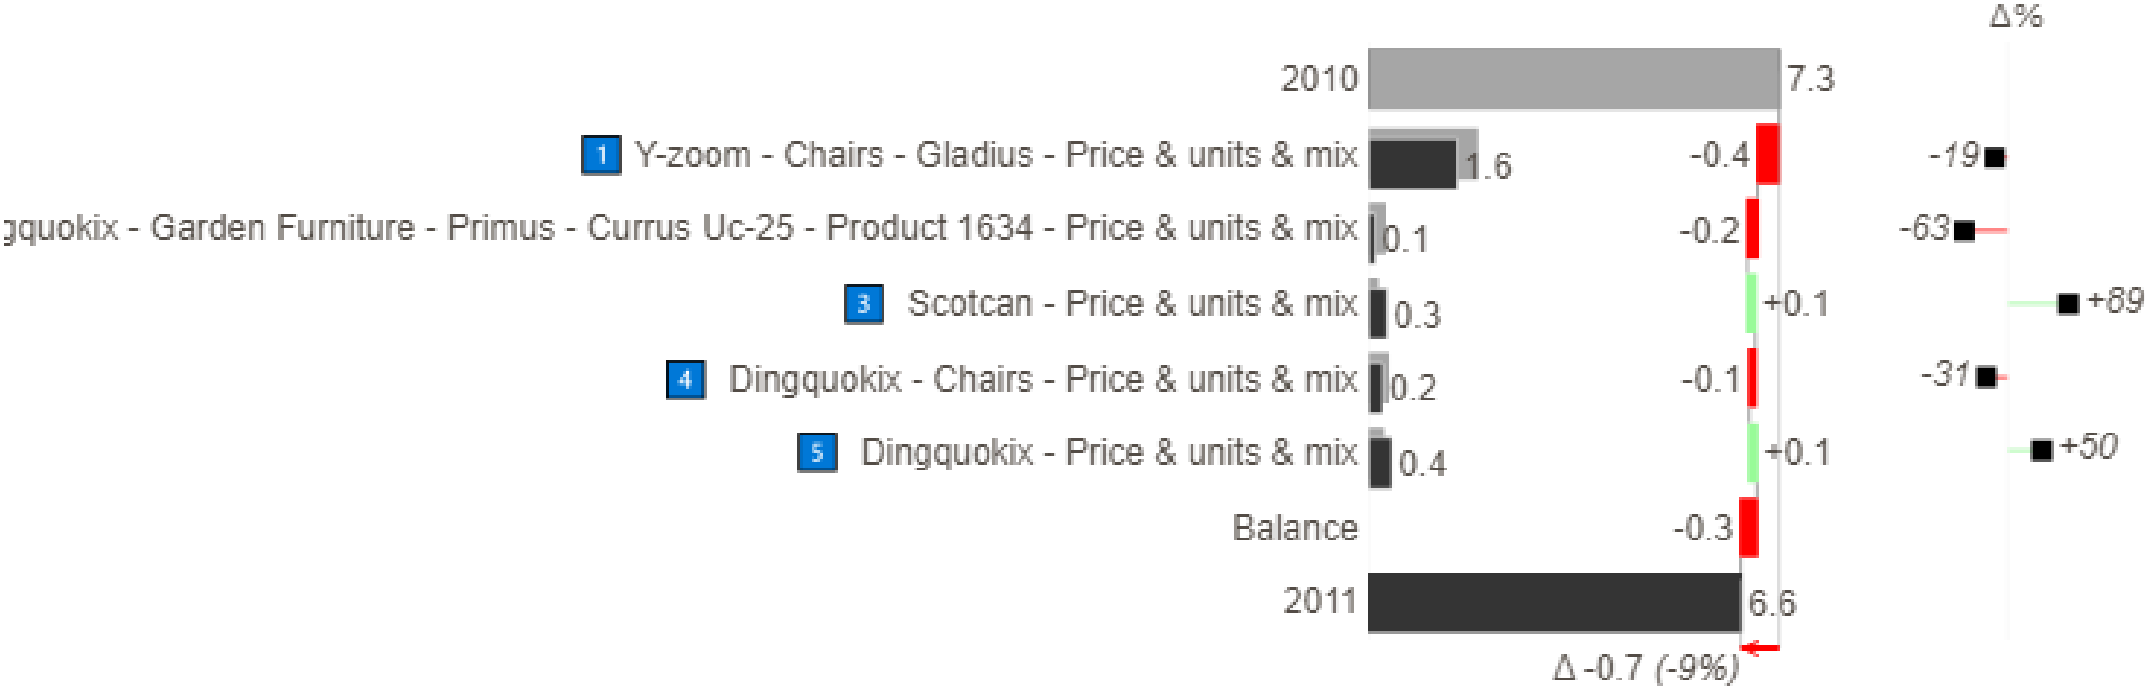 Δ%
2010 7.3
1 Y-zoom - Chairs - Gladius - Price & units & mix 1.6 -0.4 -19
gquokix - Garden Furniture - Primus - Currus Uc-25 - Product 1634 - Price & units & mix 0.1 -0.2 -63
3 Scotcan - Price & units & mix 0.3 +0.1 +89
4 Dingquokix - Chairs - Price & units & mix 0.2 -0.1 -31
5 Dingquokix - Price & units & mix 0.4 +0.1 +50
Balance -0.3
2011 6.6
Δ -0.7 (-9%)